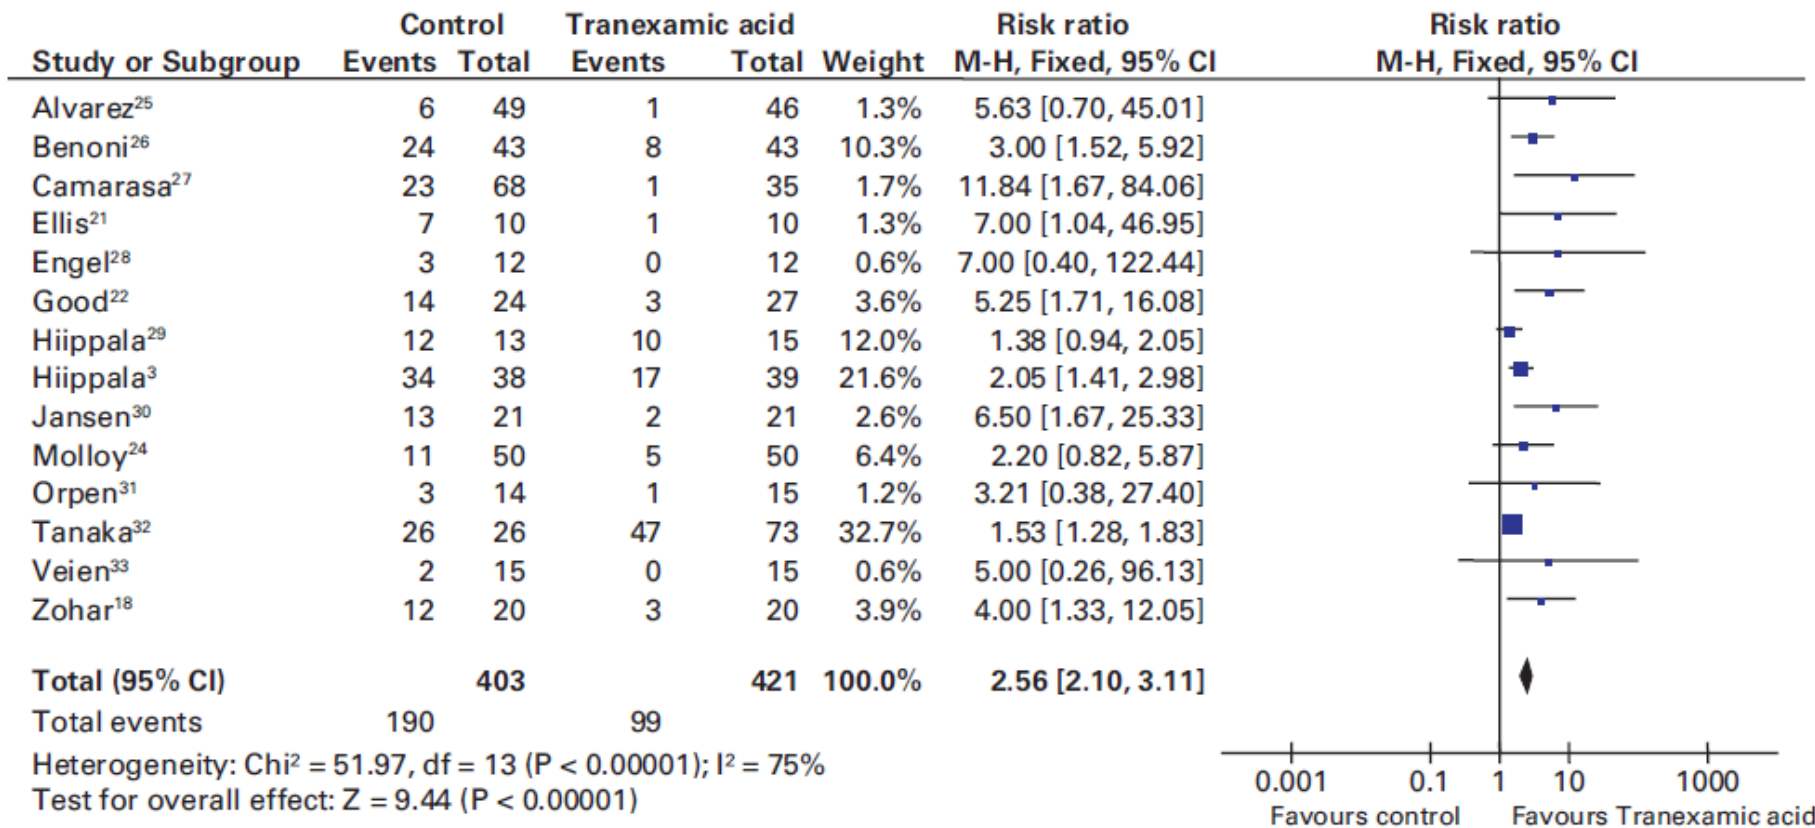 Control Tranexamic acid Risk ratio Risk ratio
Study or Subgroup Events Total Events Total Weight M-H, Fixed, 95% CI M-H, Fixed, 95% CI
Alvarez²⁵ 6 49 1 46 1.3% 5.63 [0.70, 45.01]
Benoni²⁶ 24 43 8 43 10.3% 3.00 [1.52, 5.92]
Camarasa²⁷ 23 68 1 35 1.7% 11.84 [1.67, 84.06]
Ellis²¹ 7 10 1 10 1.3% 7.00 [1.04, 46.95]
Engel²⁸ 3 12 0 12 0.6% 7.00 [0.40, 122.44]
Good²² 14 24 3 27 3.6% 5.25 [1.71, 16.08]
Hiippala²⁹ 12 13 10 15 12.0% 1.38 [0.94, 2.05]
Hiippala³ 34 38 17 39 21.6% 2.05 [1.41, 2.98]
Jansen³⁰ 13 21 2 21 2.6% 6.50 [1.67, 25.33]
Molloy²⁴ 11 50 5 50 6.4% 2.20 [0.82, 5.87]
Orpen³¹ 3 14 1 15 1.2% 3.21 [0.38, 27.40]
Tanaka³² 26 26 47 73 32.7% 1.53 [1.28, 1.83]
Veien³³ 2 15 0 15 0.6% 5.00 [0.26, 96.13]
Zohar¹⁸ 12 20 3 20 3.9% 4.00 [1.33, 12.05]
Total (95% CI) 403 421 100.0% 2.56 [2.10, 3.11]
Total events 190 99
Heterogeneity: Chi² = 51.97, df = 13 (P < 0.00001); I² = 75%
Test for overall effect: Z = 9.44 (P < 0.00001)
0.001 0.1 1 10 1000
Favours control Favours Tranexamic acid